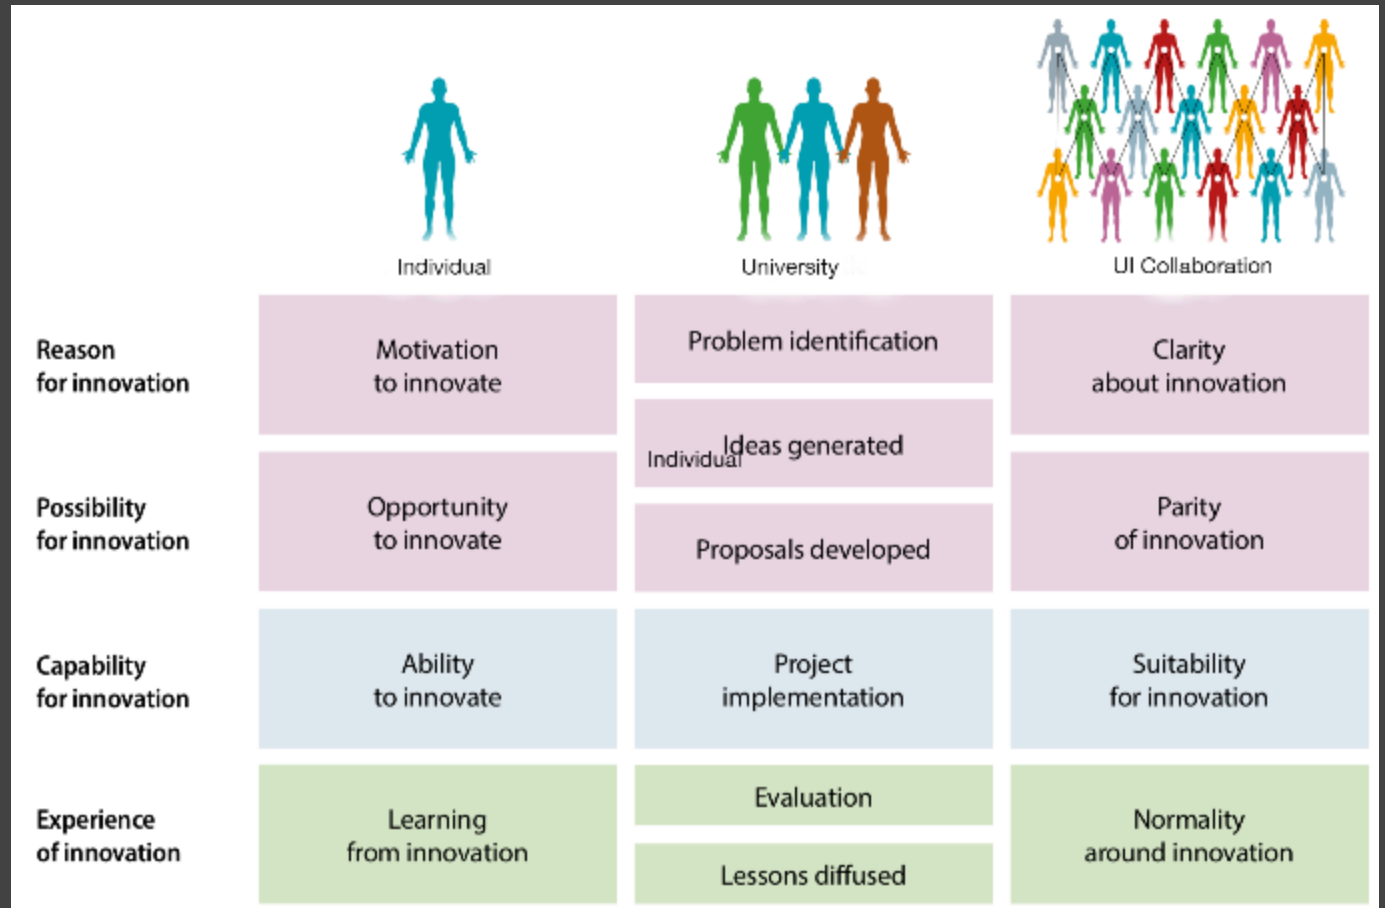 Individual
University
UI Collaboration
Reason
for innovation
Motivation
to innovate
Problem identification
Clarity
about innovation
Ideas generated
Individual
Possibility
for innovation
Opportunity
to innovate
Proposals developed
Parity
of innovation
Capability
for innovation
Ability
to innovate
Project
implementation
Suitability
for innovation
Experience
of innovation
Learning
from innovation
Evaluation
Lessons diffused
Normality
around innovation